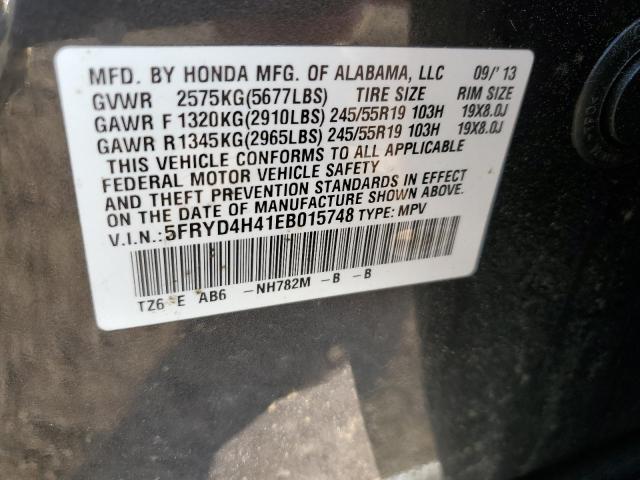 MFD. BY HONDA MFG. OF ALABAMA, LLC 09/'13
GVWR 2575KG(5677LBS) TIRE SIZE RIM SIZE
GAWR F1320KG(2910LBS) 245/55R19 103H 19X8.0J
GAWR R1345KG(2965LBS) 245/55R19 103H 19X8.0J
THIS VEHICLE CONFORMS TO ALL APPLICABLE
FEDERAL MOTOR VEHICLE SAFETY
AND THEFT PREVENTION STANDARDS IN EFFECT
ON THE DATE OF MANUFACTURE SHOWN ABOVE.
V.I.N.:5FRYD4H41EB015748 TYPE: MPV
TZ6 E AB6 -NH782M -B -B